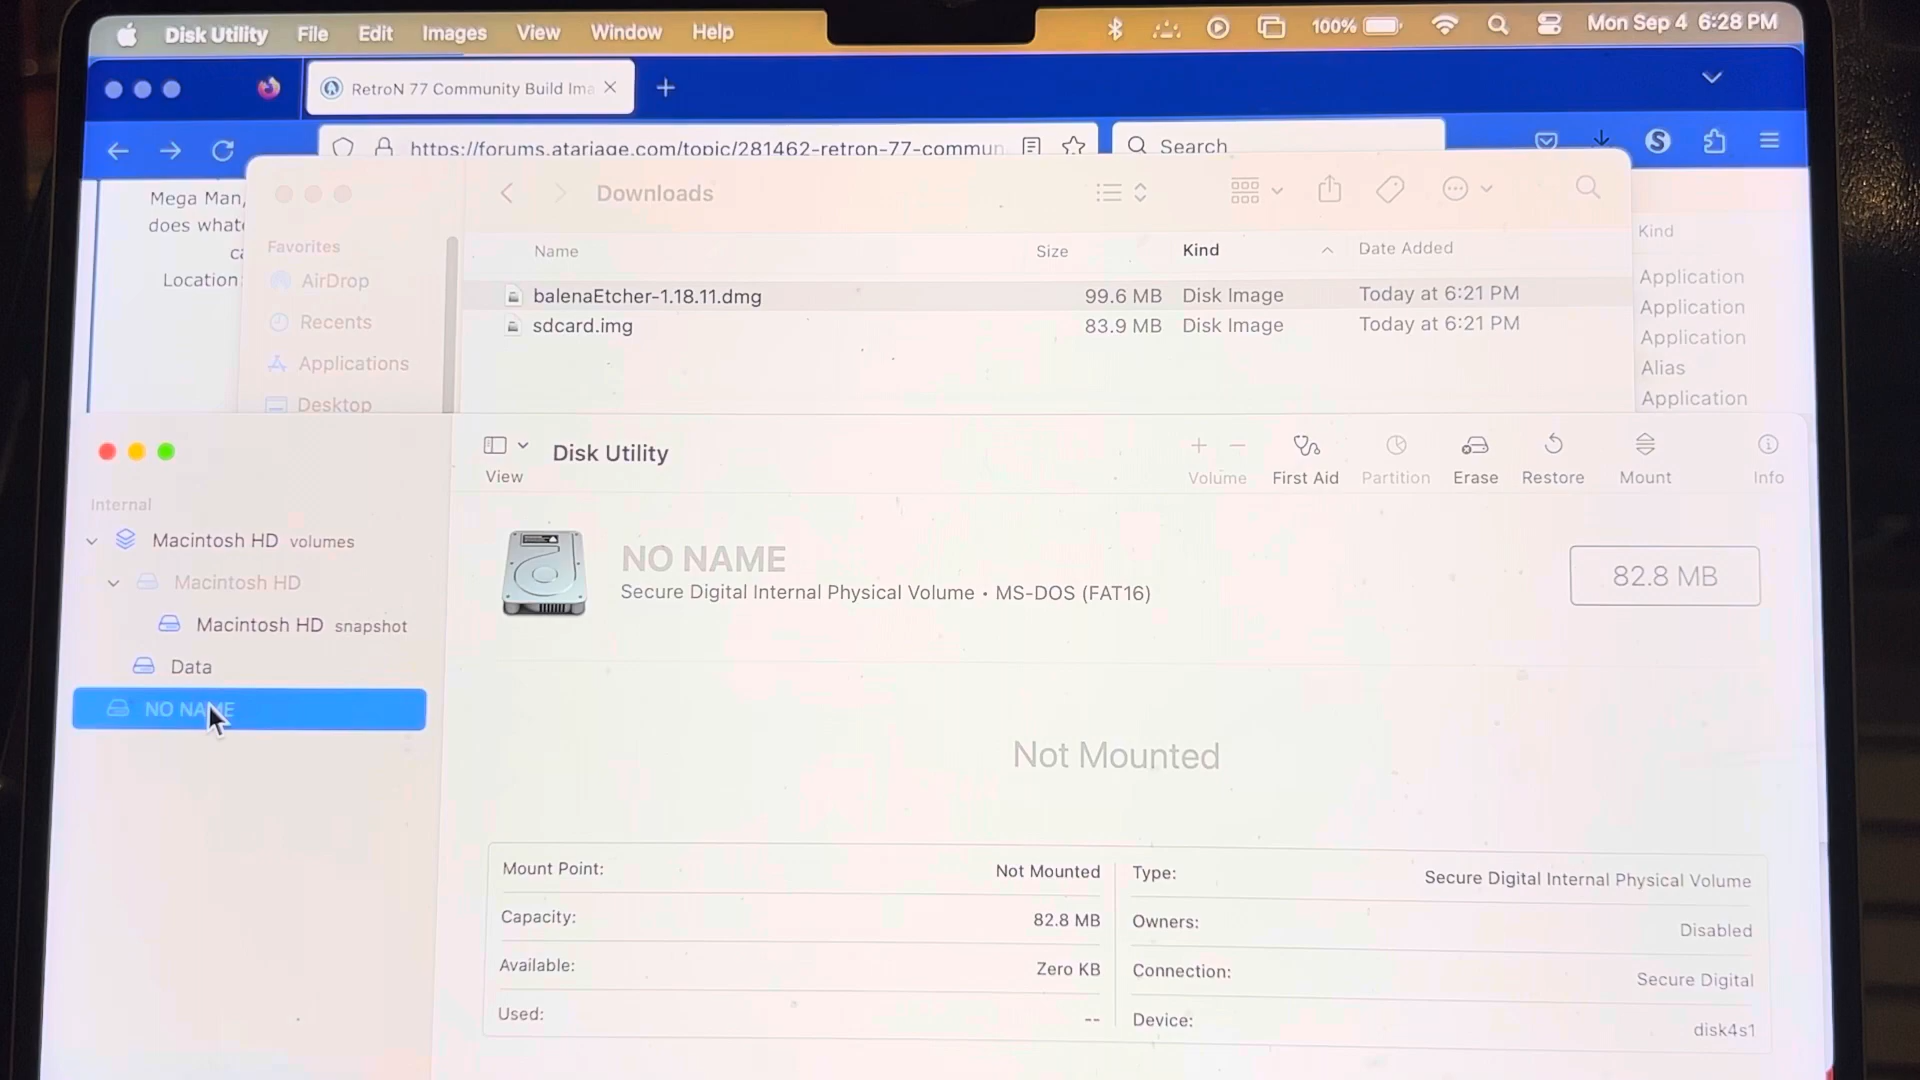 Disk Utility File Edit Images View Window Help 100% Mon Sep 4 6:28 PM
RetroN 77 Community Build Ima
https://forums.atariage.com/topic/281462-retron-77-commun Search
Mega Man,
does what
ca
Location:
Downloads
Favorites
AirDrop
Recents
Applications
Desktop
Name Size Kind Date Added
balenaEtcher-1.18.11.dmg 99.6 MB Disk Image Today at 6:21 PM
sdcard.img 83.9 MB Disk Image Today at 6:21 PM
Kind
Application
Application
Application
Alias
Application
View
Disk Utility
Volume First Aid Partition Erase Restore Mount Info
Internal
Macintosh HD volumes
Macintosh HD
Macintosh HD snapshot
Data
NO NAME
NO NAME
Secure Digital Internal Physical Volume • MS-DOS (FAT16)
82.8 MB
Not Mounted
Mount Point: Not Mounted
Capacity: 82.8 MB
Available: Zero KB
Used: --
Type: Secure Digital Internal Physical Volume
Owners: Disabled
Connection: Secure Digital
Device: disk4s1